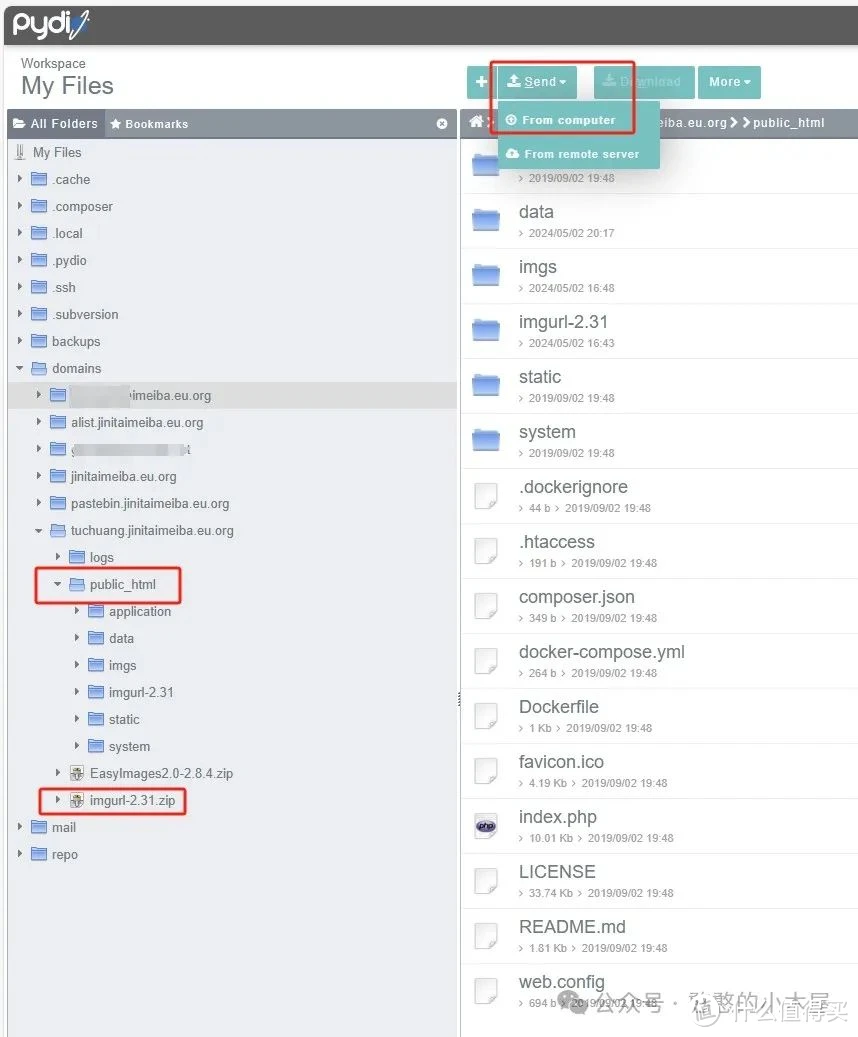 pydio
Workspace
My Files
+
Send
Download
More
All Folders
Bookmarks
From computer
From remote server
imeiba.eu.org > > public_html
My Files
.cache
.composer
.local
.pydio
.ssh
.subversion
backups
domains
imeiba.eu.org
alist.jinitaimeiba.eu.org
jinitaimeiba.eu.org
pastebin.jinitaimeiba.eu.org
tuchuang.jinitaimeiba.eu.org
logs
public_html
application
data
imgs
imgurl-2.31
static
system
EasyImages2.0-2.8.4.zip
imgurl-2.31.zip
mail
repo
> 2019/09/02 19:48
data
> 2024/05/02 20:17
imgs
> 2024/05/02 16:48
imgurl-2.31
> 2024/05/02 16:43
static
> 2019/09/02 19:48
system
> 2019/09/02 19:48
.dockerignore
> 44 b > 2019/09/02 19:48
.htaccess
> 191 b > 2019/09/02 19:48
composer.json
> 349 b > 2019/09/02 19:48
docker-compose.yml
> 264 b > 2019/09/02 19:48
Dockerfile
> 1 Kb > 2019/09/02 19:48
favicon.ico
> 4.19 Kb > 2019/09/02 19:48
index.php
php
> 10.01 Kb > 2019/09/02 19:48
LICENSE
> 33.74 Kb > 2019/09/02 19:48
README.md
> 1.81 Kb > 2019/09/02 19:48
web.config
> 694 b > 2019/09/02 19:48
公众号 · 憨的小木屋
值 什么值得买